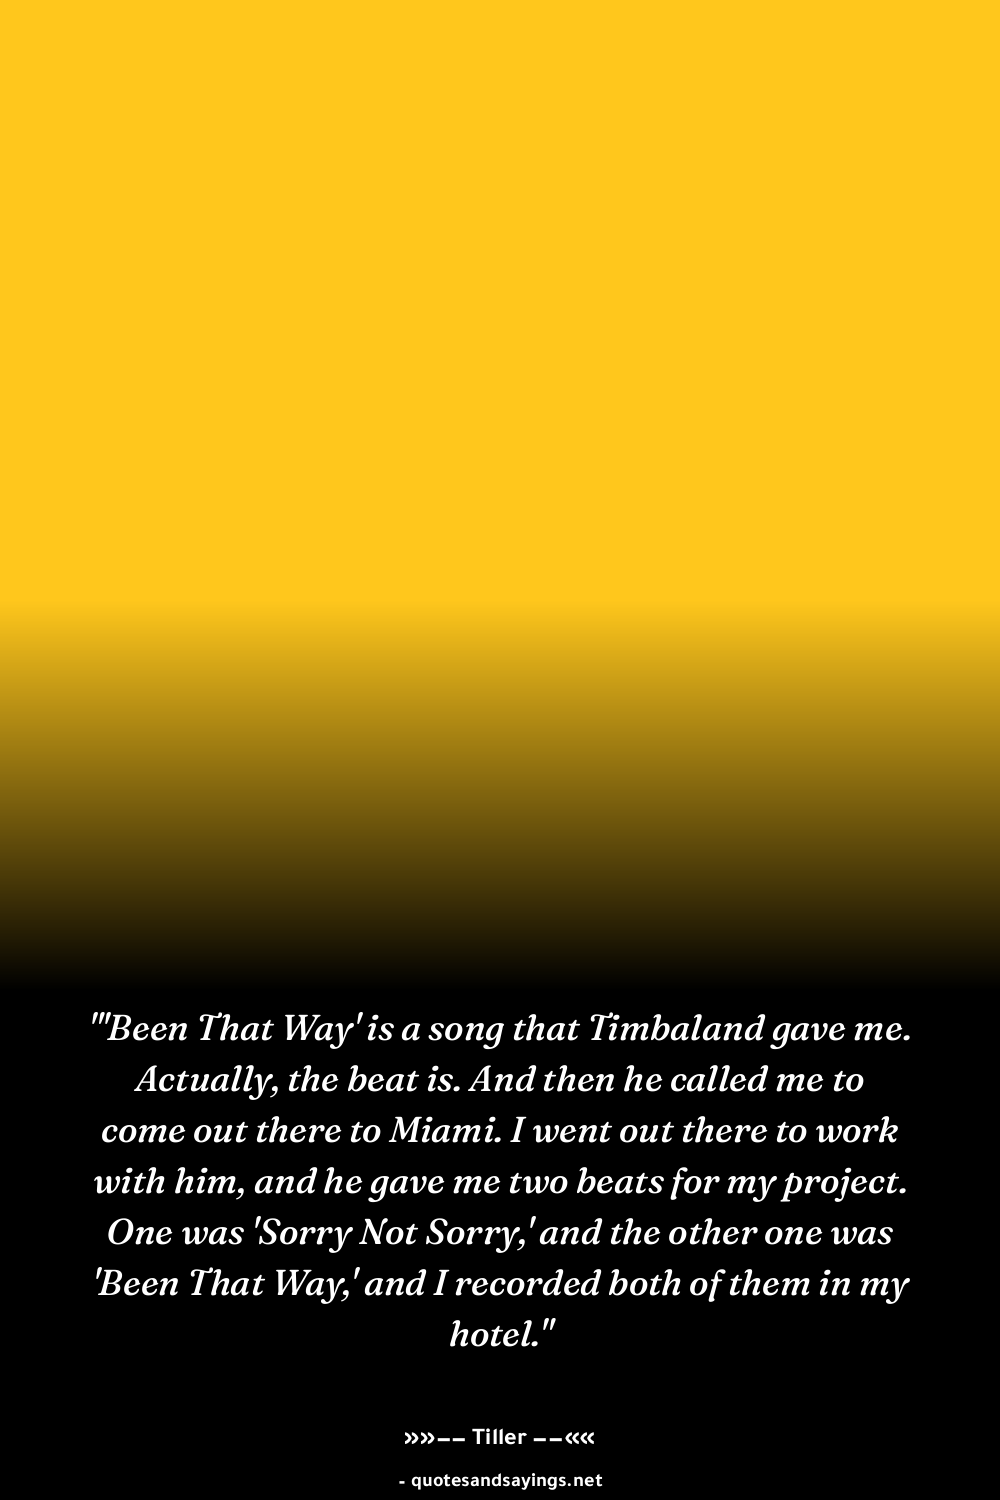 "'Been That Way' is a song that Timbaland gave me.
Actually, the beat is. And then he called me to
come out there to Miami. I went out there to work
with him, and he gave me two beats for my project.
One was 'Sorry Not Sorry,' and the other one was
'Been That Way,' and I recorded both of them in my
hotel."
»»–– Tiller ––««
- quotesandsayings.net